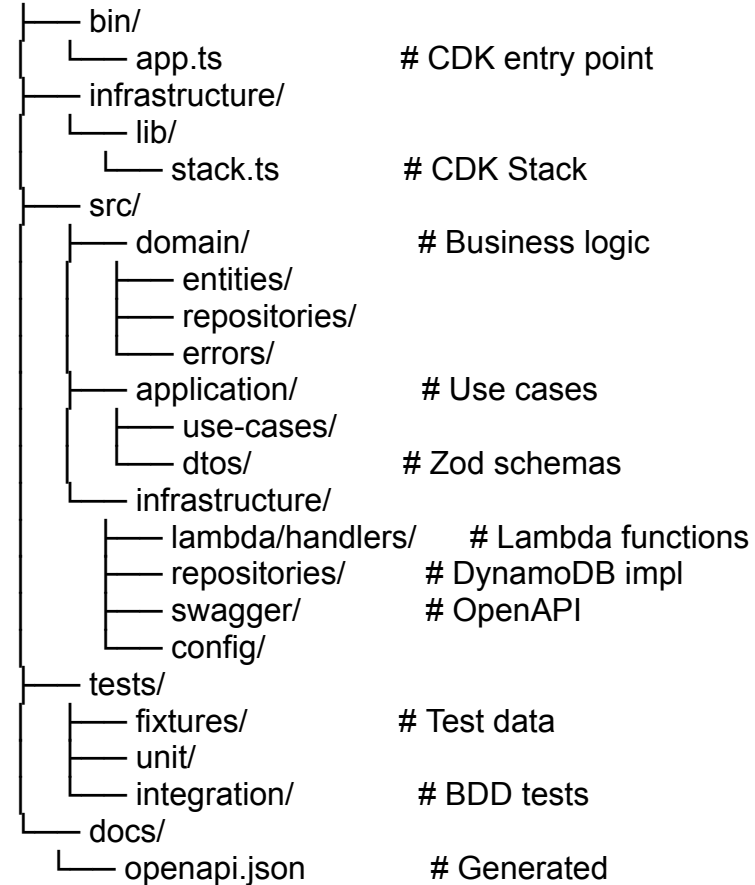 ├── bin/
│   └── app.ts                # CDK entry point
├── infrastructure/
│   └── lib/
│       └── stack.ts          # CDK Stack
├── src/
│   ├── domain/               # Business logic
│   │   ├── entities/
│   │   ├── repositories/
│   │   └── errors/
│   ├── application/          # Use cases
│   │   ├── use-cases/
│   │   └── dtos/             # Zod schemas
│   └── infrastructure/
│       ├── lambda/handlers/  # Lambda functions
│       ├── repositories/     # DynamoDB impl
│       ├── swagger/          # OpenAPI
│       └── config/
├── tests/
│   ├── fixtures/             # Test data
│   ├── unit/
│   └── integration/          # BDD tests
└── docs/
    └── openapi.json          # Generated